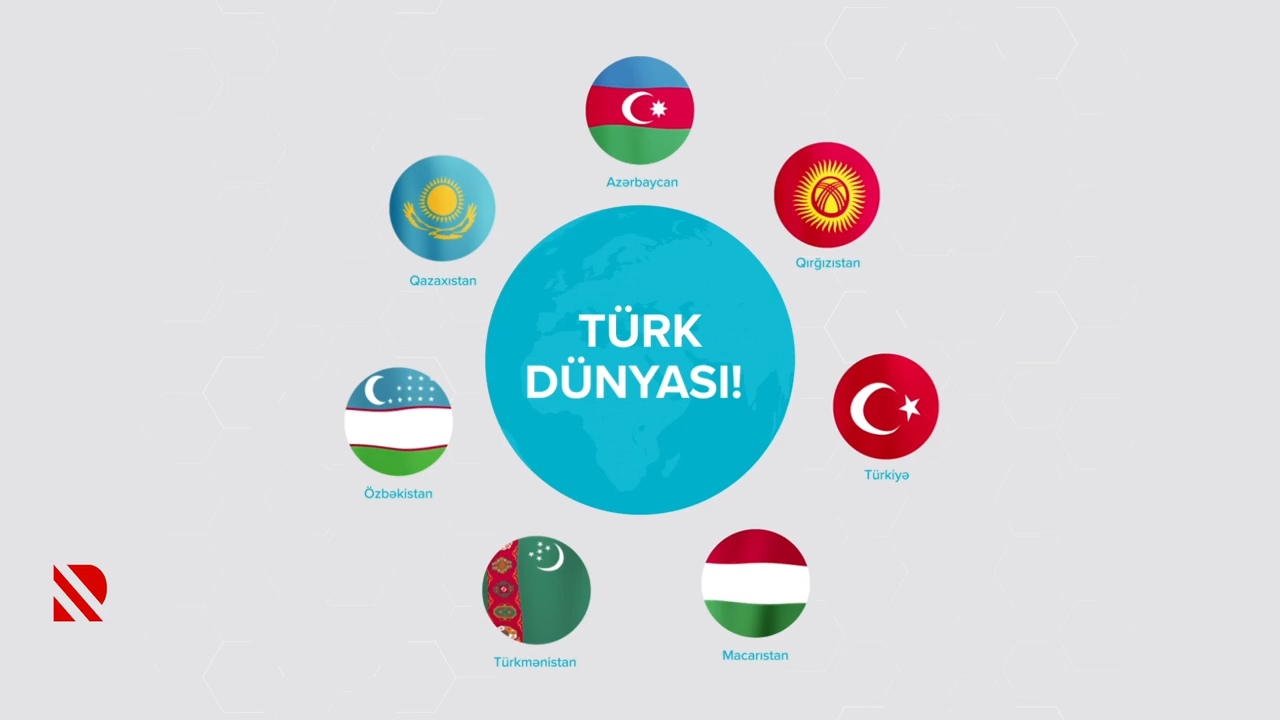 Azərbaycan
Qırğızıstan
Qazaxıstan
TÜRK
DÜNYASI!
Türkiyə
Özbəkistan
Macarıstan
Türkmənistan